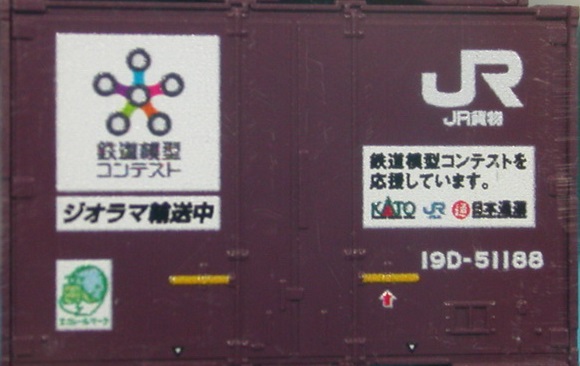 鉄道模型
コンテスト
ジオラマ輸送中
エコレールマーク
JR
JR貨物
鉄道模型コンテストを
応援しています。
KATO JR 通 日本通運
19D-51188